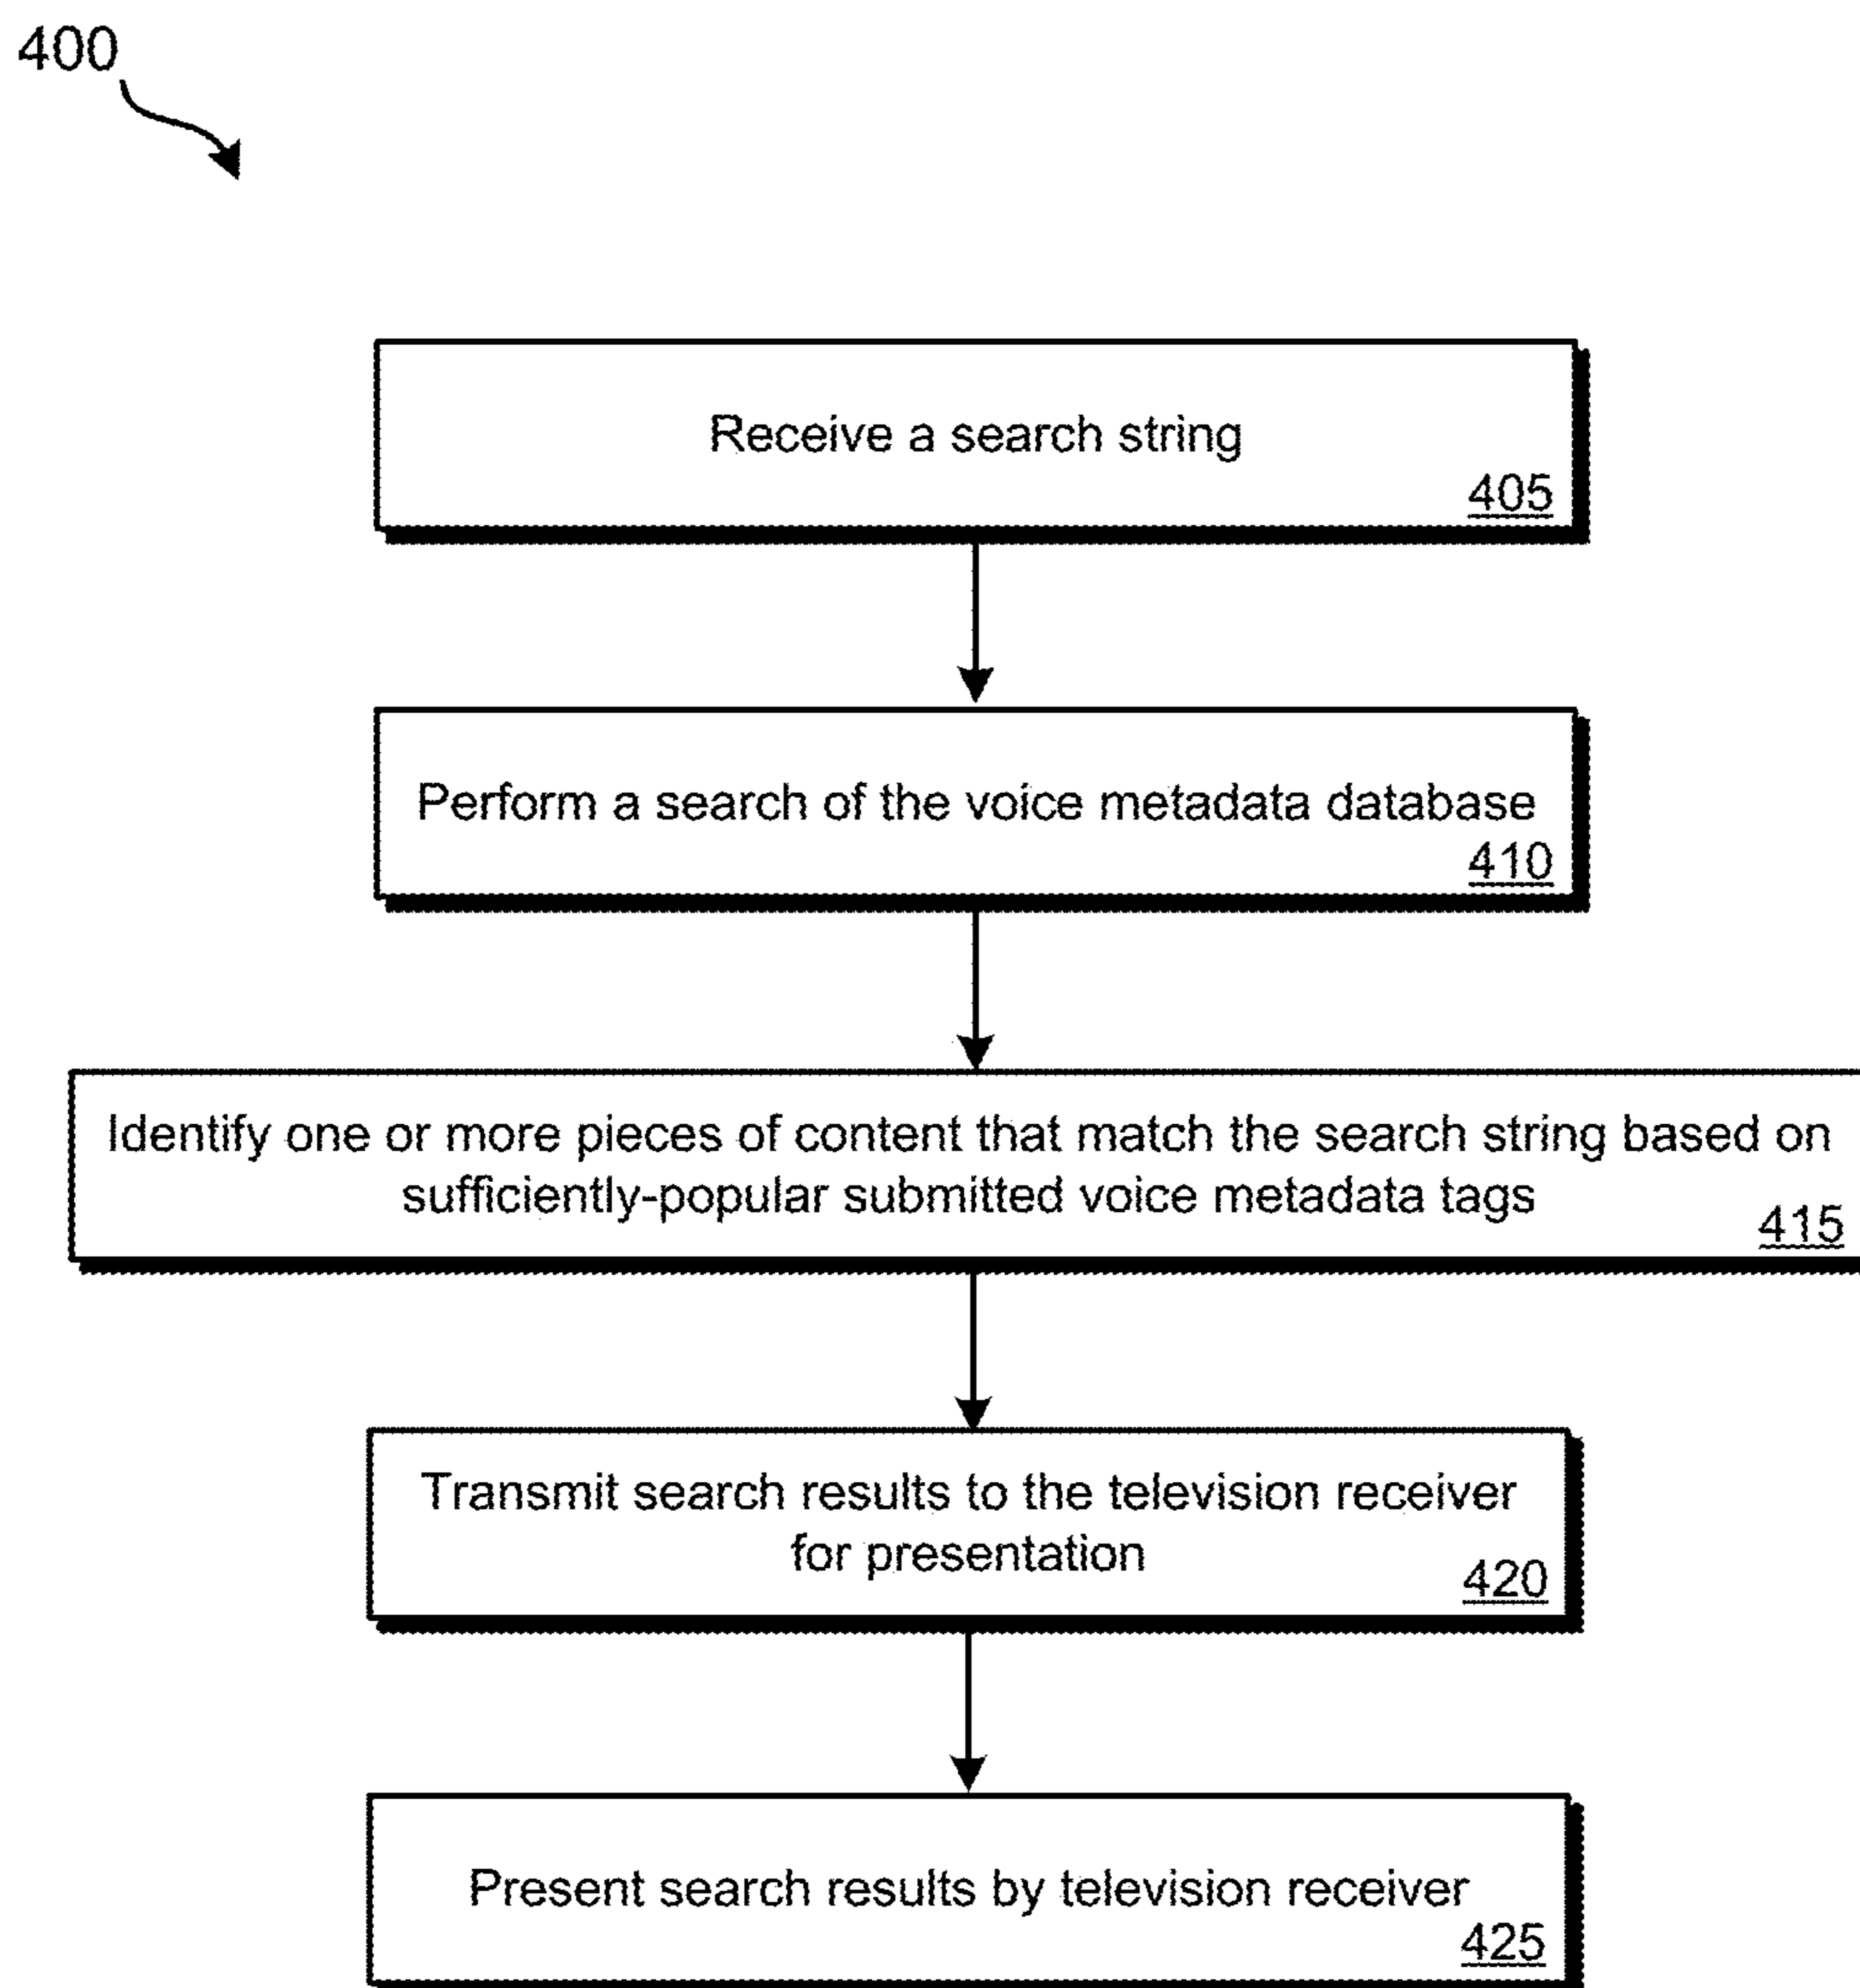 400
Receive a search string
405
Perform a search of the voice metadata database
410
Identify one or more pieces of content that match the search string based on
sufficiently-popular submitted voice metadata tags
415
Transmit search results to the television receiver
for presentation
420
Present search results by television receiver
425